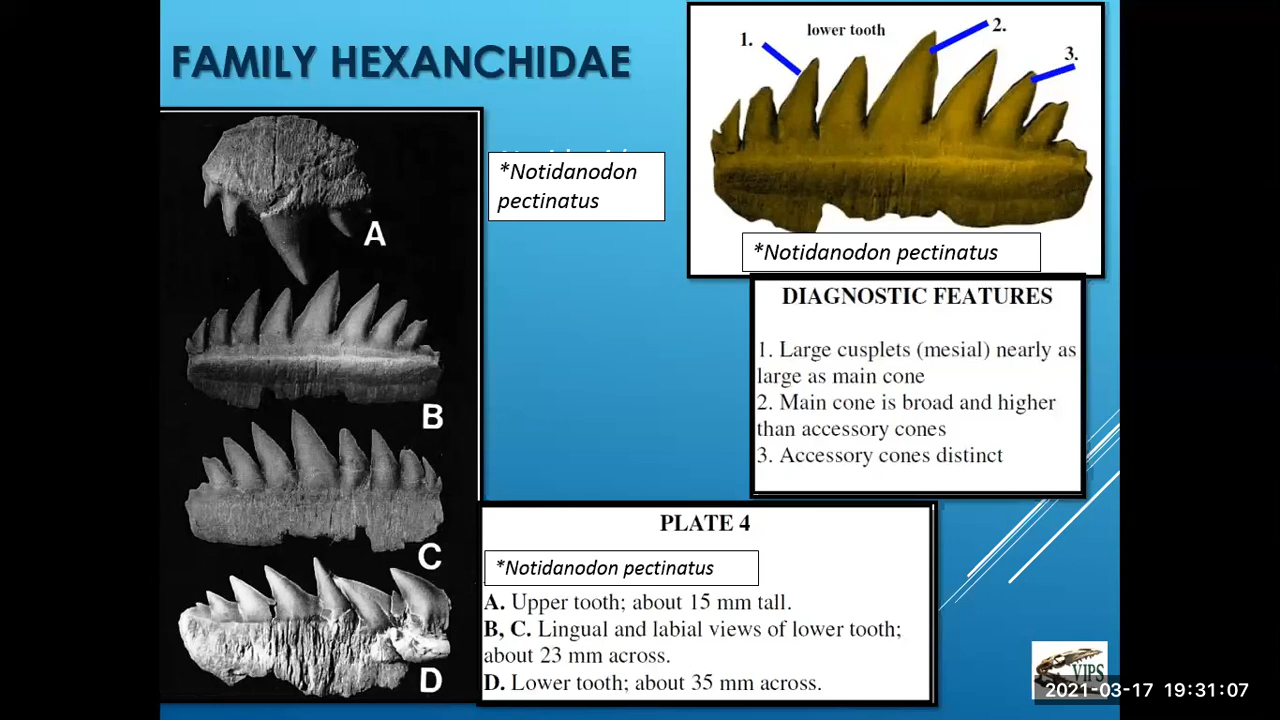 FAMILY HEXANCHIDAE
1.
lower tooth
2.
3.
*Notidanodon
pectinatus
A
B
C
D
*Notidanodon pectinatus
DIAGNOSTIC FEATURES
1. Large cusplets (mesial) nearly as
large as main cone
2. Main cone is broad and higher
than accessory cones
3. Accessory cones distinct
PLATE 4
*Notidanodon pectinatus
A. Upper tooth; about 15 mm tall.
B, C. Lingual and labial views of lower tooth;
about 23 mm across.
D. Lower tooth; about 35 mm across.
VIPS
2021-03-17 19:31:07